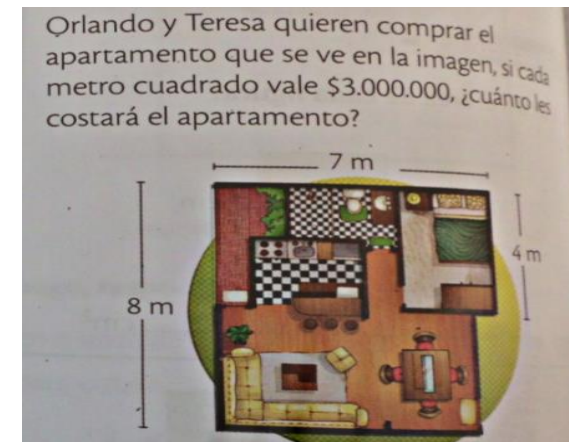 Orlando y Teresa quieren comprar el
apartamento que se ve en la imagen, si cada
metro cuadrado vale $3.000.000, ¿cuánto les
costará el apartamento?
7 m
4 m
8 m